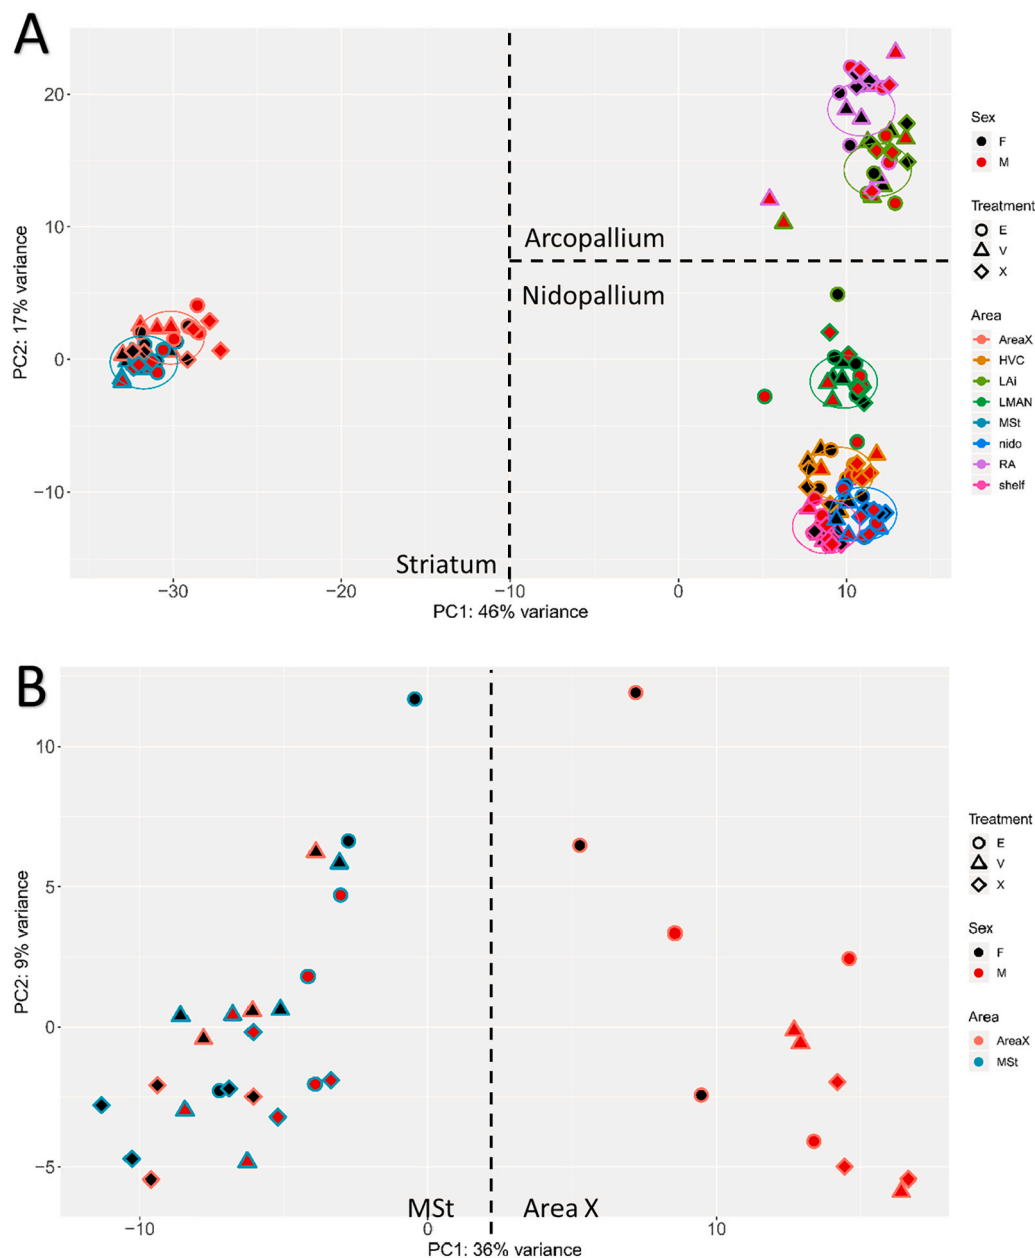 A
PC2: 17% variance
20
10
0
−10
Arcopallium
Nidopallium
Striatum
−30
−20
−10
0
10
PC1: 46% variance
Sex
F
M
Treatment
E
V
X
Area
AreaX
HVC
LAi
LMAN
MSt
nido
RA
shelf
B
PC2: 9% variance
10
5
0
−5
MSt
Area X
−10
0
10
PC1: 36% variance
Treatment
E
V
X
Sex
F
M
Area
AreaX
MSt